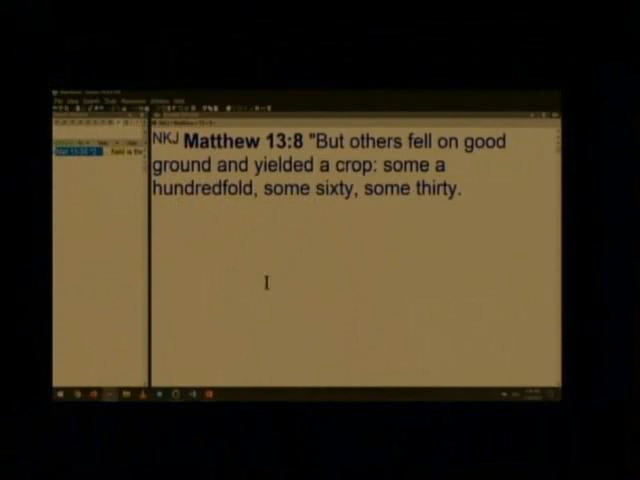 NKJ Matthew 13:8 "But others fell on good
ground and yielded a crop: some a
hundredfold, some sixty, some thirty.